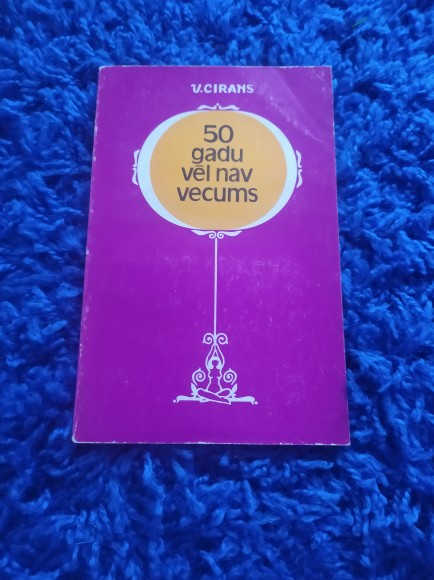 V.CIRANS
50
gadu
vēl nav
vecums